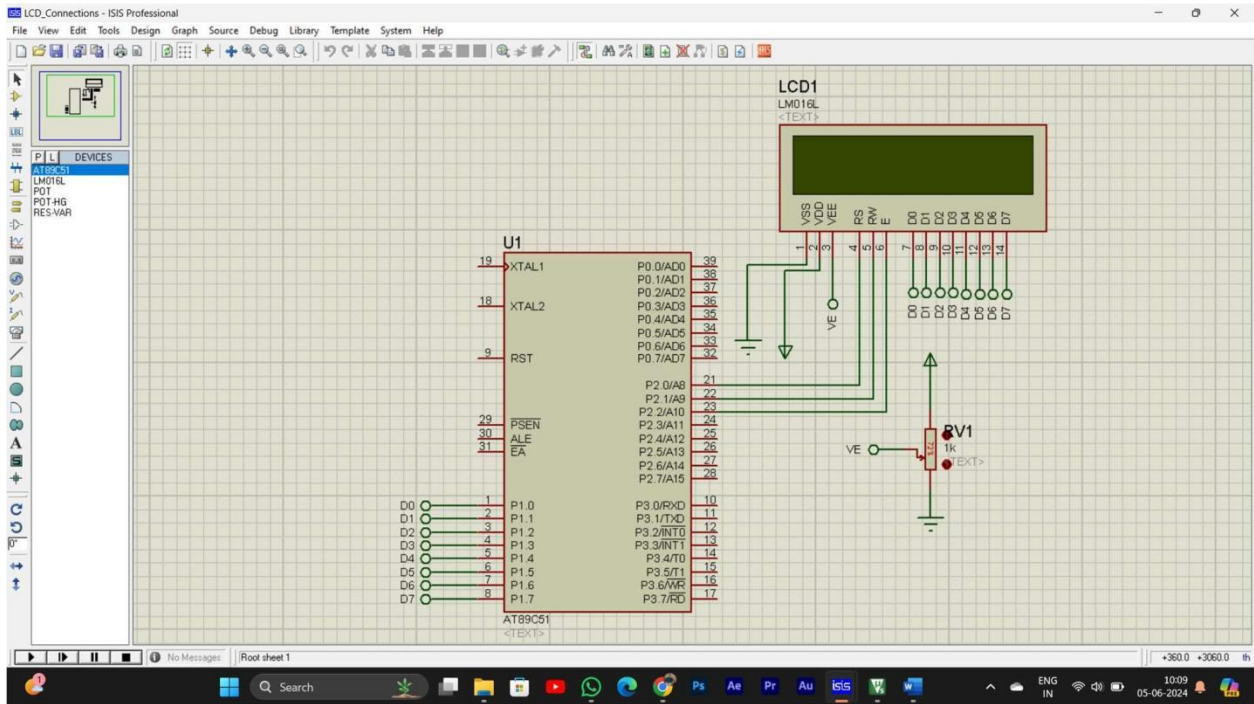 ISIS LCD_Connections - ISIS Professional
File View Edit Tools Design Graph Source Debug Library Template System Help
LBL
P L DEVICES
AT89C51
LM016L
POT
POT-HG
RES-VAR
A
S
0°
LCD1
LM016L
<TEXT>
VSS VDD VEE RS RW E D0 D1 D2 D3 D4 D5 D6 D7
1 2 3 4 5 6 7 8 9 10 11 12 13 14
VE
D0 D1 D2 D3 D4 D5 D6 D7
U1
19 XTAL1 P0.0/AD0 39
P0.1/AD1 38
P0.2/AD2 37
18 XTAL2 P0.3/AD3 36
P0.4/AD4 35
P0.5/AD5 34
P0.6/AD6 33
9 RST P0.7/AD7 32
P2.0/A8 21
P2.1/A9 22
P2.2/A10 23
29 PSEN P2.3/A11 24
30 ALE P2.4/A12 25
31 EA P2.5/A13 26
P2.6/A14 27
P2.7/A15 28
D0 1 P1.0 P3.0/RXD 10
D1 2 P1.1 P3.1/TXD 11
D2 3 P1.2 P3.2/INT0 12
D3 4 P1.3 P3.3/INT1 13
D4 5 P1.4 P3.4/T0 14
D5 6 P1.5 P3.5/T1 15
D6 7 P1.6 P3.6/WR 16
D7 8 P1.7 P3.7/RD 17
AT89C51
<TEXT>
RV1
VE 1k
72%
No Messages Root sheet 1 +360.0 +3060.0 th
Search Ps Ae Pr Au isis W ENG 10:09
IN 05-06-2024